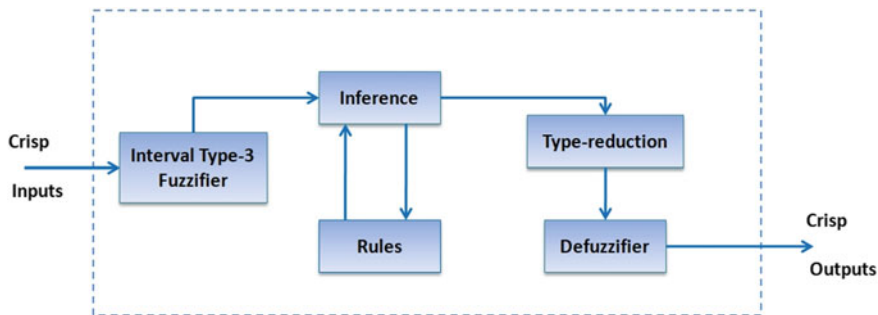 Crisp
Inputs
Interval Type-3
Fuzzifier
Inference
Rules
Type-reduction
Defuzzifier
Crisp
Outputs